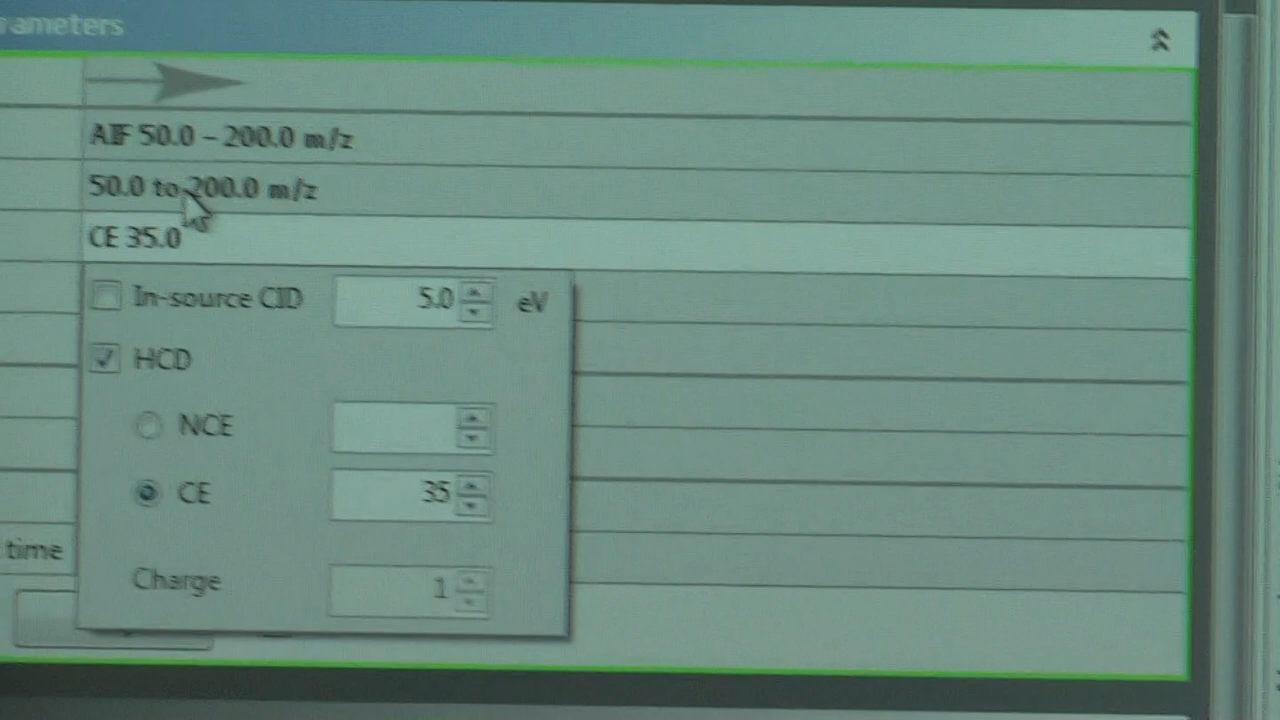 rameters
AIF 50.0 – 200.0 m/z
50.0 to 200.0 m/z
CE 35.0
In-source CID 5.0 eV
HCD
NCE
CE 35
time
Charge 1